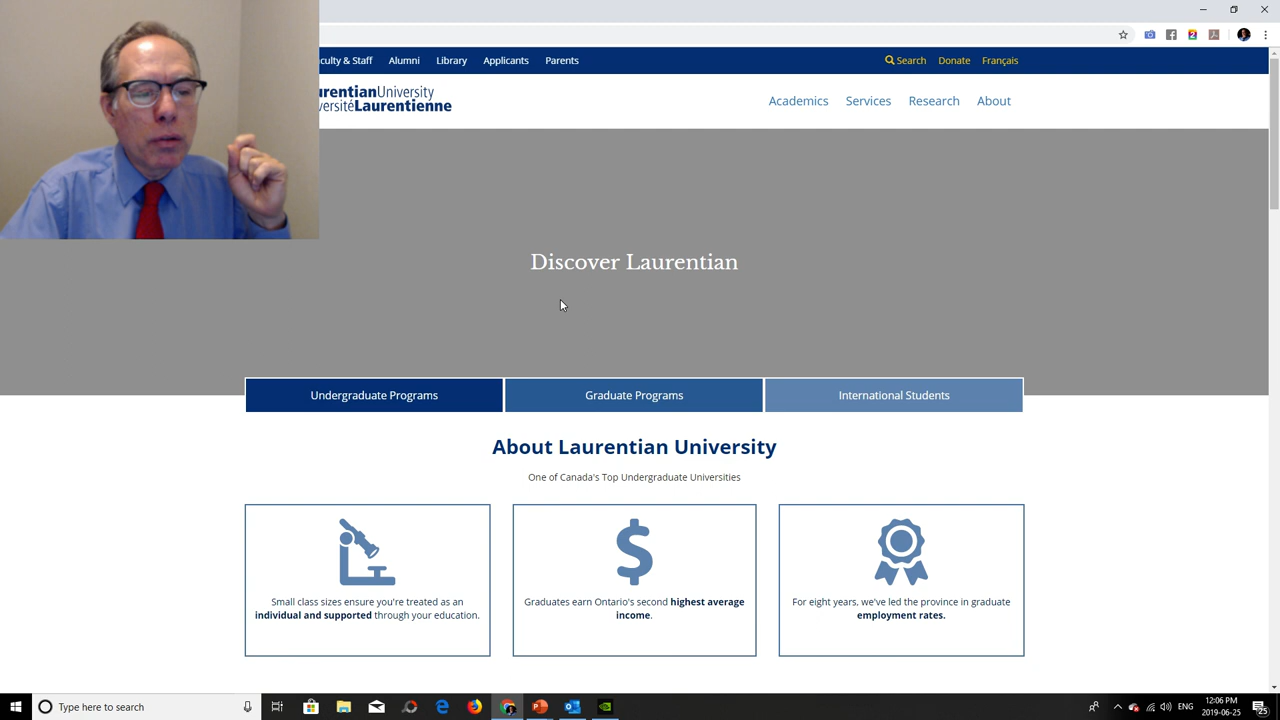 culty & Staff Alumni Library Applicants Parents Search Donate Français
urentianUniversity
versitéLaurentienne
Academics Services Research About
Discover Laurentian
Undergraduate Programs Graduate Programs International Students
About Laurentian University
One of Canada's Top Undergraduate Universities
Small class sizes ensure you're treated as an
individual and supported through your education.
Graduates earn Ontario's second highest average
income.
For eight years, we've led the province in graduate
employment rates.
Type here to search
ENG
12:06 PM
2019-06-25
25